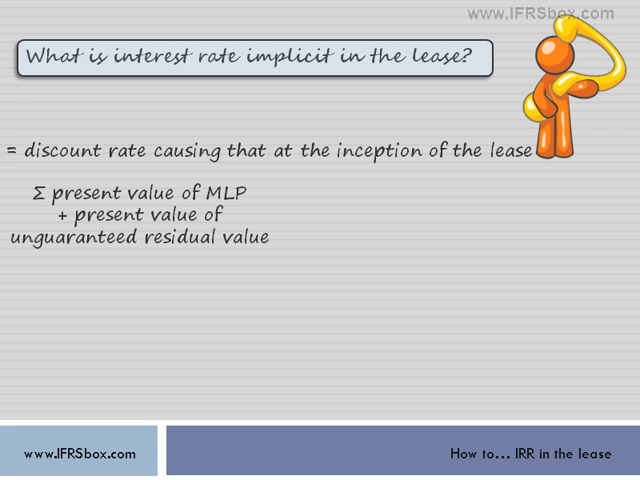 www.IFRSbox.com
What is interest rate implicit in the lease?
= discount rate causing that at the inception of the lease
Σ present value of MLP
+ present value of
unguaranteed residual value
www.IFRSbox.com
How to... IRR in the lease